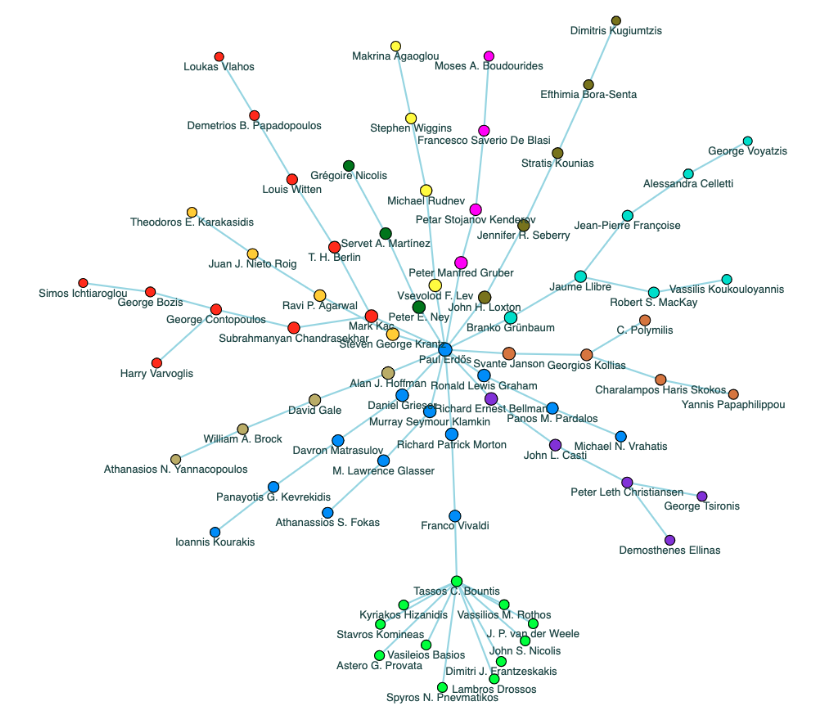 Dimitris Kugiumtzis
Makrina Agaoglou
Moses A. Boudourides
Loukas Vlahos
Efthimia Bora-Senta
Demetrios B. Papadopoulos
Stephen Wiggins
Francesco Saverio De Blasi
George Voyatzis
Stratis Kounias
Grégoire Nicolis
Alessandra Celletti
Louis Witten
Michael Rudnev
Theodoros E. Karakasidis
Petar Stojanov Kenderov
Jean-Pierre Françoise
Jennifer R. Seberry
Servet A. Martinez
T. H. Berlin
Juan J. Nieto Roig
Peter Manfred Gruber
Jaume Llibre
Vassilis Koukouloyannis
Simos Ichtiaroglou
George Bozis
Vsevolod F. Lev
Robert S. MacKay
Ravi P. Agarwal
John H. Loxton
George Contopoulos
Peter E. Ney
Mark Kac
Branko Grünbaum
C. Polymilis
Subrahmanyan Chandrasekhar
Steven George Krantz
Paul Erdős
Svante Janson
Georgios Kollias
Harry Varvoglis
Alan J. Hoffman
Ronald Lewis Graham
Charalampos Haris Skokos
Yannis Papaphilippou
Daniel Grieser
Richard Ernest Bellman
David Gale
Murray Seymour Klamkin
Panos M. Pardalos
William A. Brock
Richard Patrick Morton
Michael N. Vrahatis
Davron Matrasulov
John L. Casti
Athanasios N. Yannacopoulos
M. Lawrence Glasser
Peter Leth Christiansen
Panayotis G. Kevrekidis
George Tsironis
Athanassios S. Fokas
Franco Vivaldi
Ioannis Kourakis
Demosthenes Ellinas
Tassos C. Bountis
Kyriakos Hizanidis
Vassilios M. Rothos
Stavros Komineas
J. P. van der Weele
John S. Nicolis
Vasileios Basios
Astero G. Provata
Dimitri J. Frantzeskakis
Lambros Drossos
Spyros N. Pnevmatikos